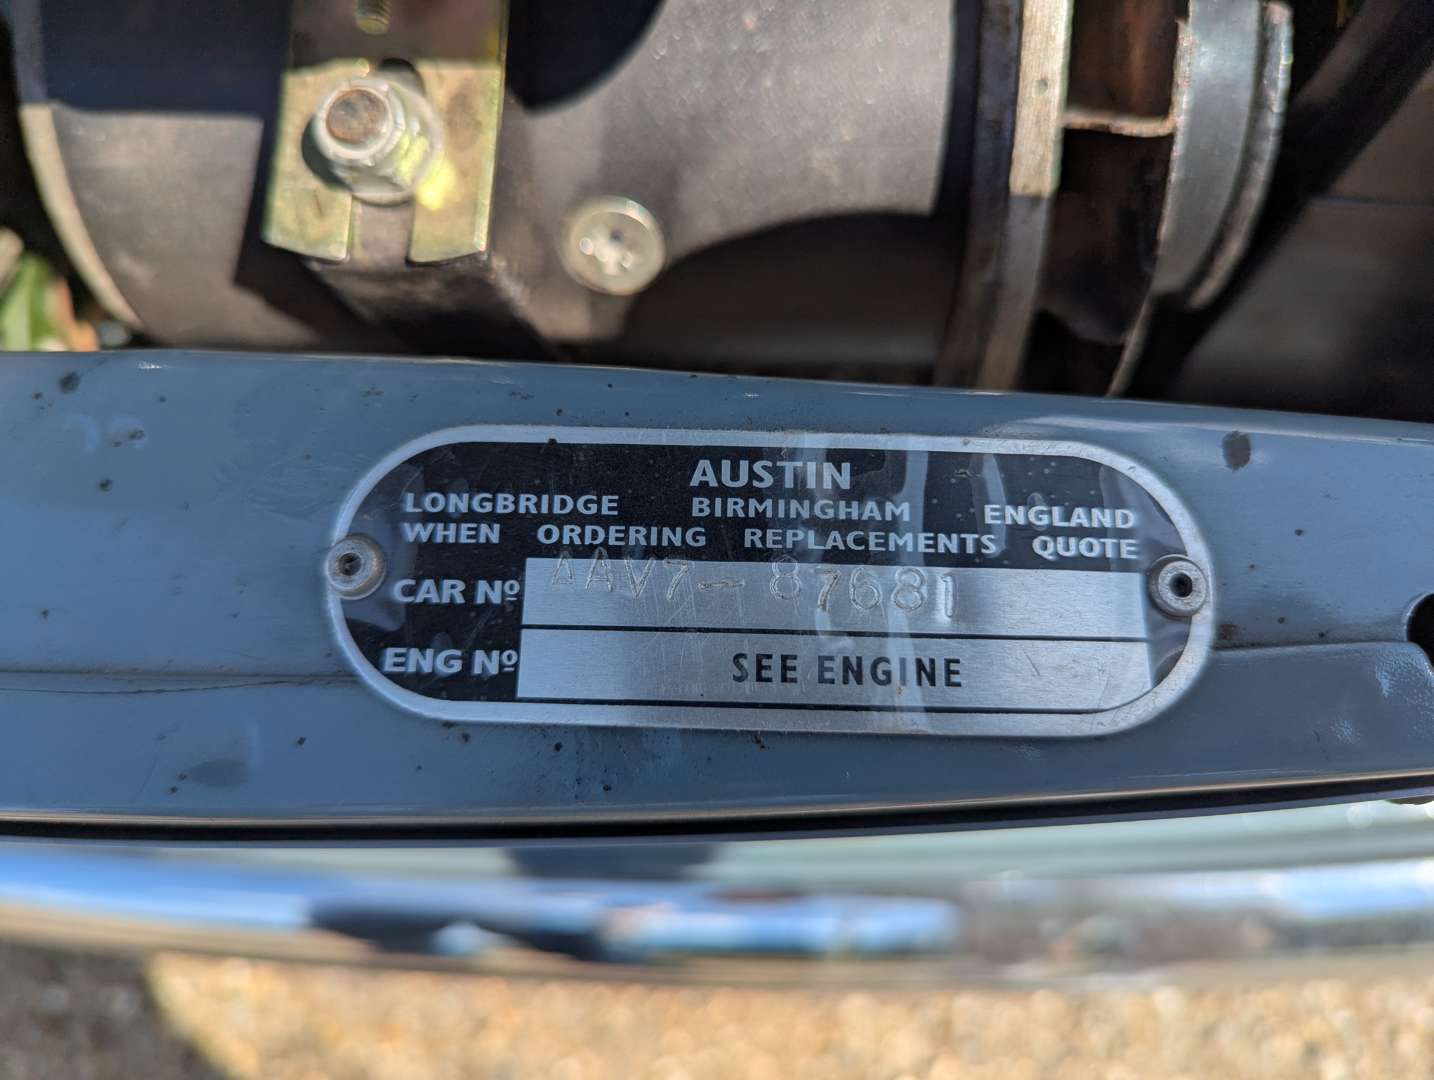 AUSTIN
LONGBRIDGE BIRMINGHAM ENGLAND
WHEN ORDERING REPLACEMENTS QUOTE
CAR Nº AAV7-87681
ENG Nº SEE ENGINE